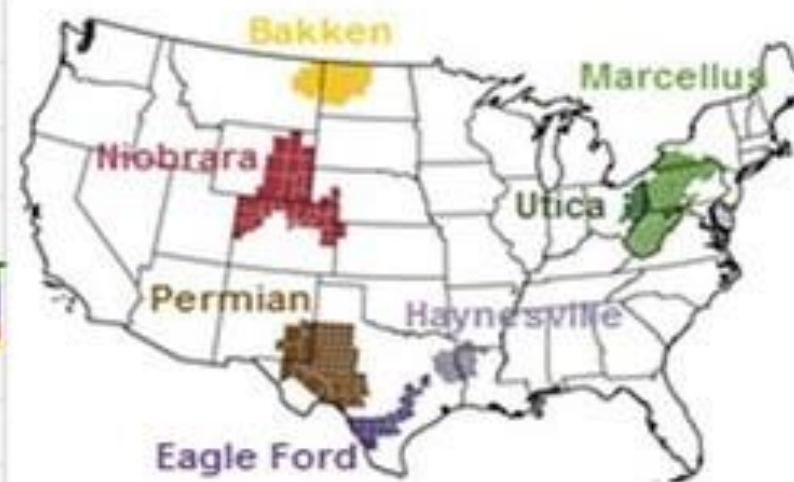 Bakken
Marcellus
Niobrara
Utica
Permian
Haynesville
Eagle Ford